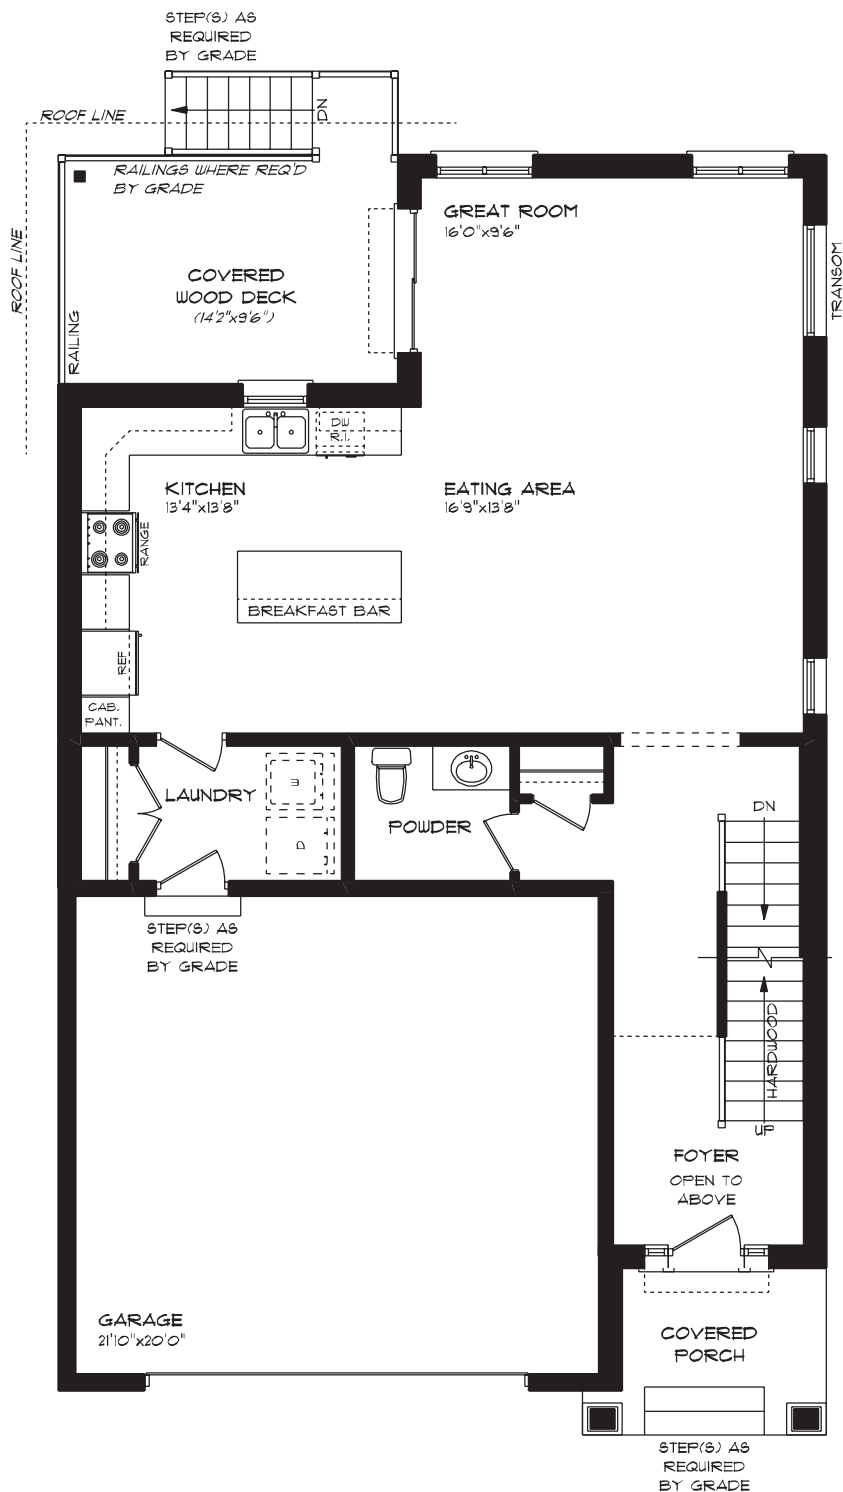 STEP(S) AS
REQUIRED
BY GRADE
DN
ROOF LINE
RAILINGS WHERE REQ'D
BY GRADE
ROOF LINE
GREAT ROOM
16'0"x9'6"
TRANSOM
COVERED
WOOD DECK
(14'2"x9'6")
RAILING
DW
R.I.
KITCHEN
13'4"x13'8"
EATING AREA
16'9"x13'8"
RANGE
BREAKFAST BAR
REF
CAB.
PANT.
LAUNDRY
W
D
POWDER
DN
STEP(S) AS
REQUIRED
BY GRADE
HARDWOOD
UP
FOYER
OPEN TO
ABOVE
GARAGE
21'10"x20'0"
COVERED
PORCH
STEP(S) AS
REQUIRED
BY GRADE